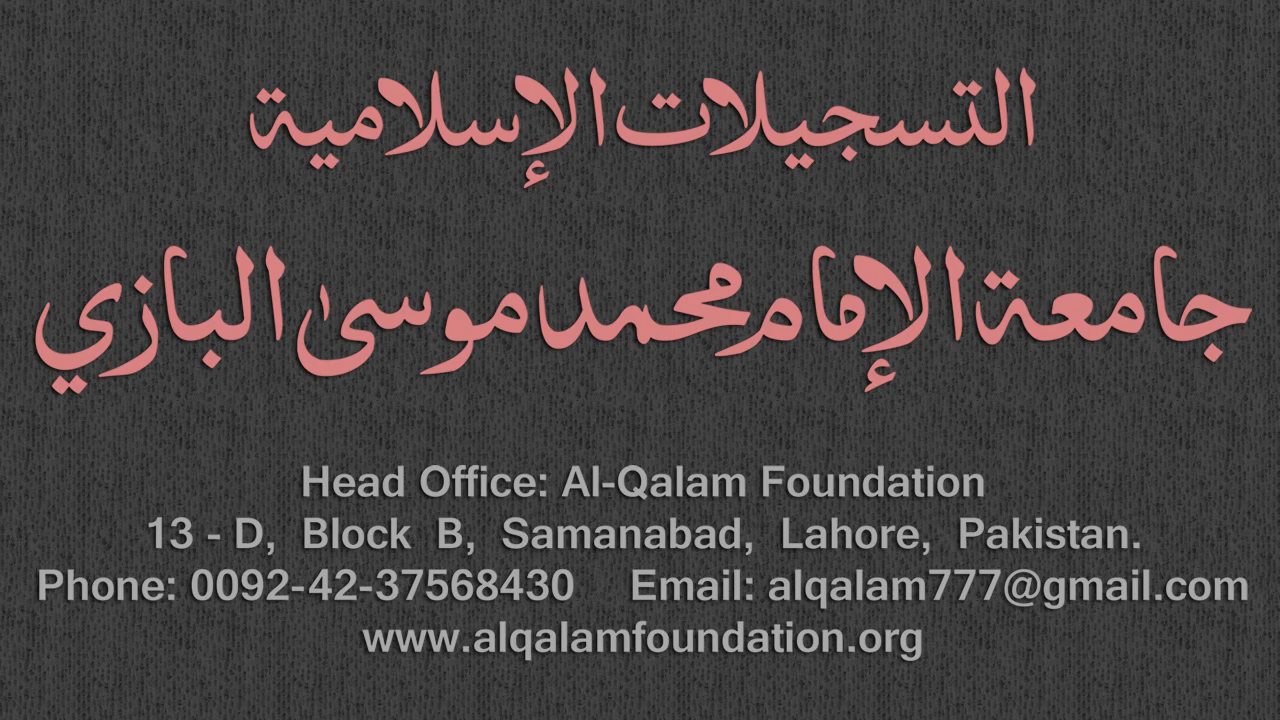 التسجيلات الإسلامية
جامعة الإمام محمد موسىٰ البازي
Head Office: Al-Qalam Foundation
13 - D, Block B, Samanabad, Lahore, Pakistan.
Phone: 0092-42-37568430 Email: alqalam777@gmail.com
www.alqalamfoundation.org